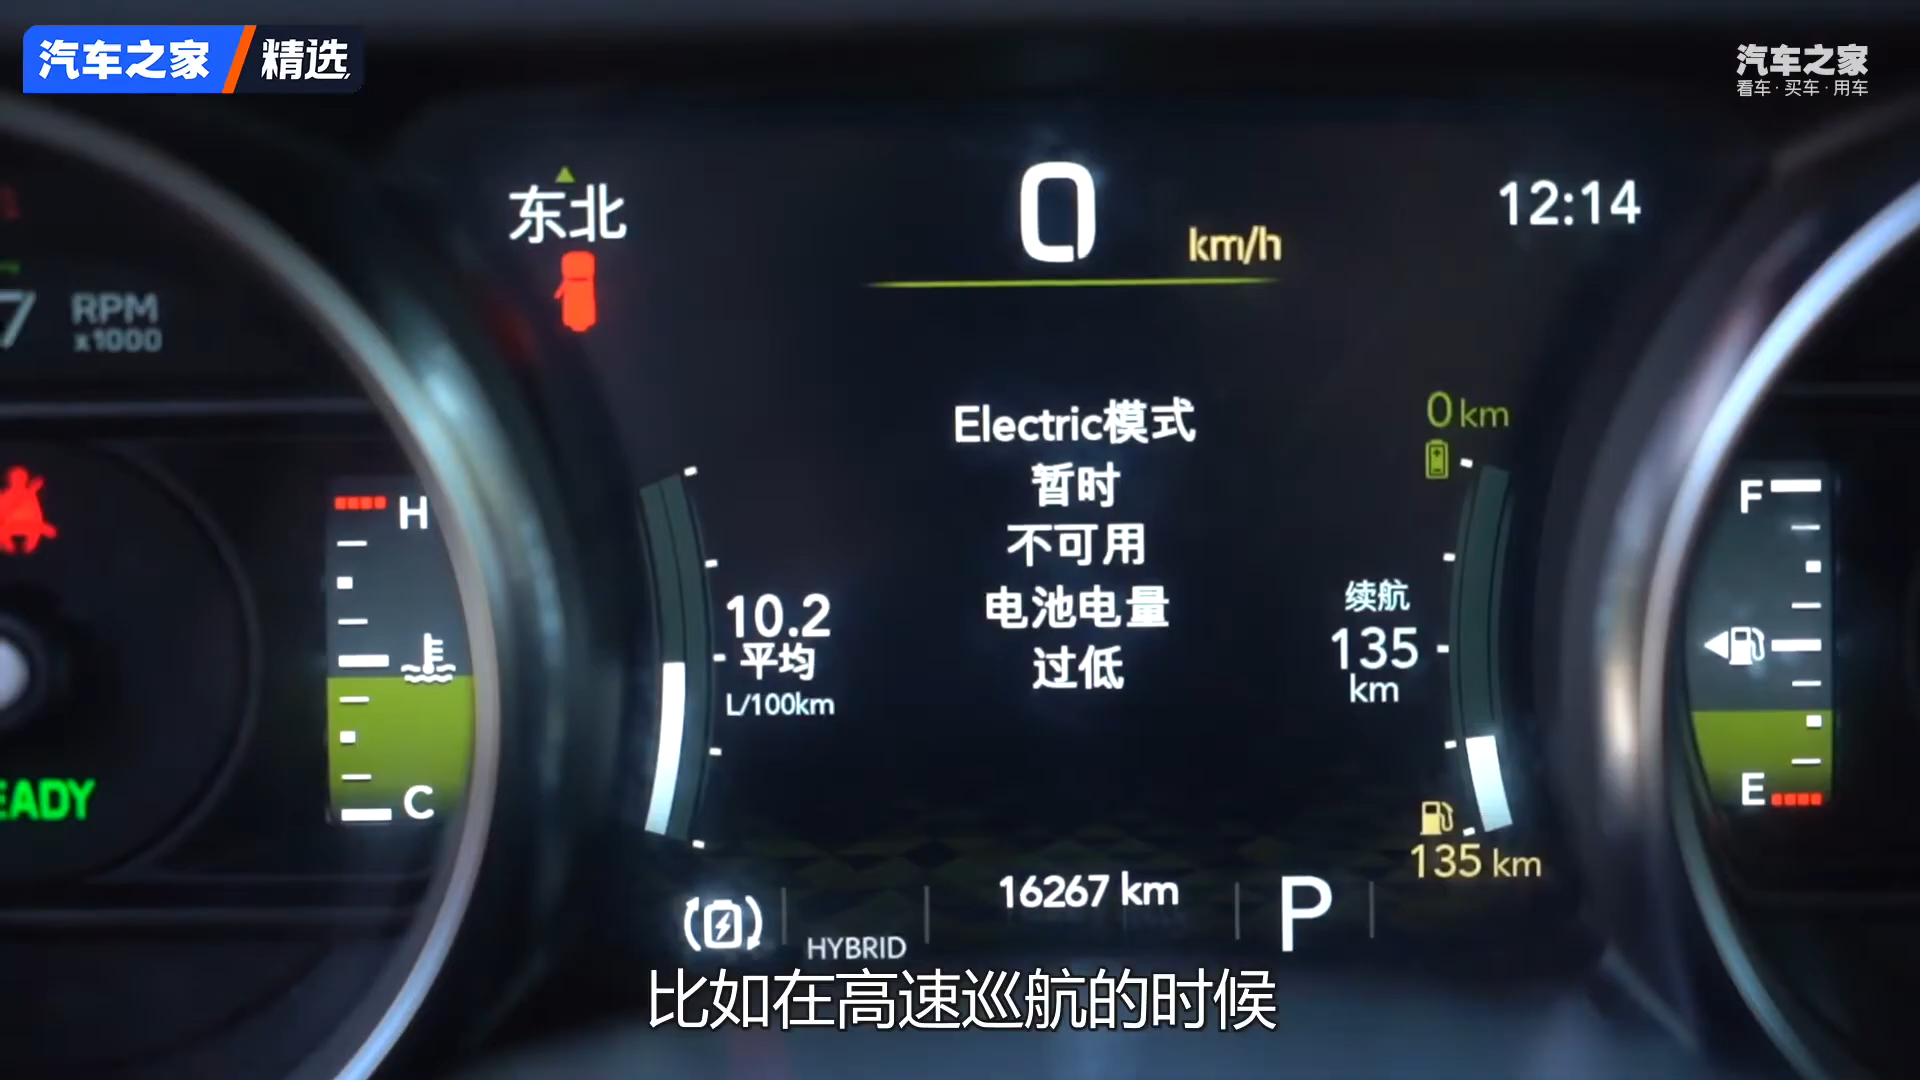 汽车之家 精选
汽车之家
看车·买车·用车
东北
0 km/h
12:14
7 RPM
x1000
Electric模式
暂时
不可用
电池电量
过低
0 km
H
C
10.2
平均
L/100km
续航
135
km
F
E
EADY
135 km
16267 km
HYBRID
P
比如在高速巡航的时候